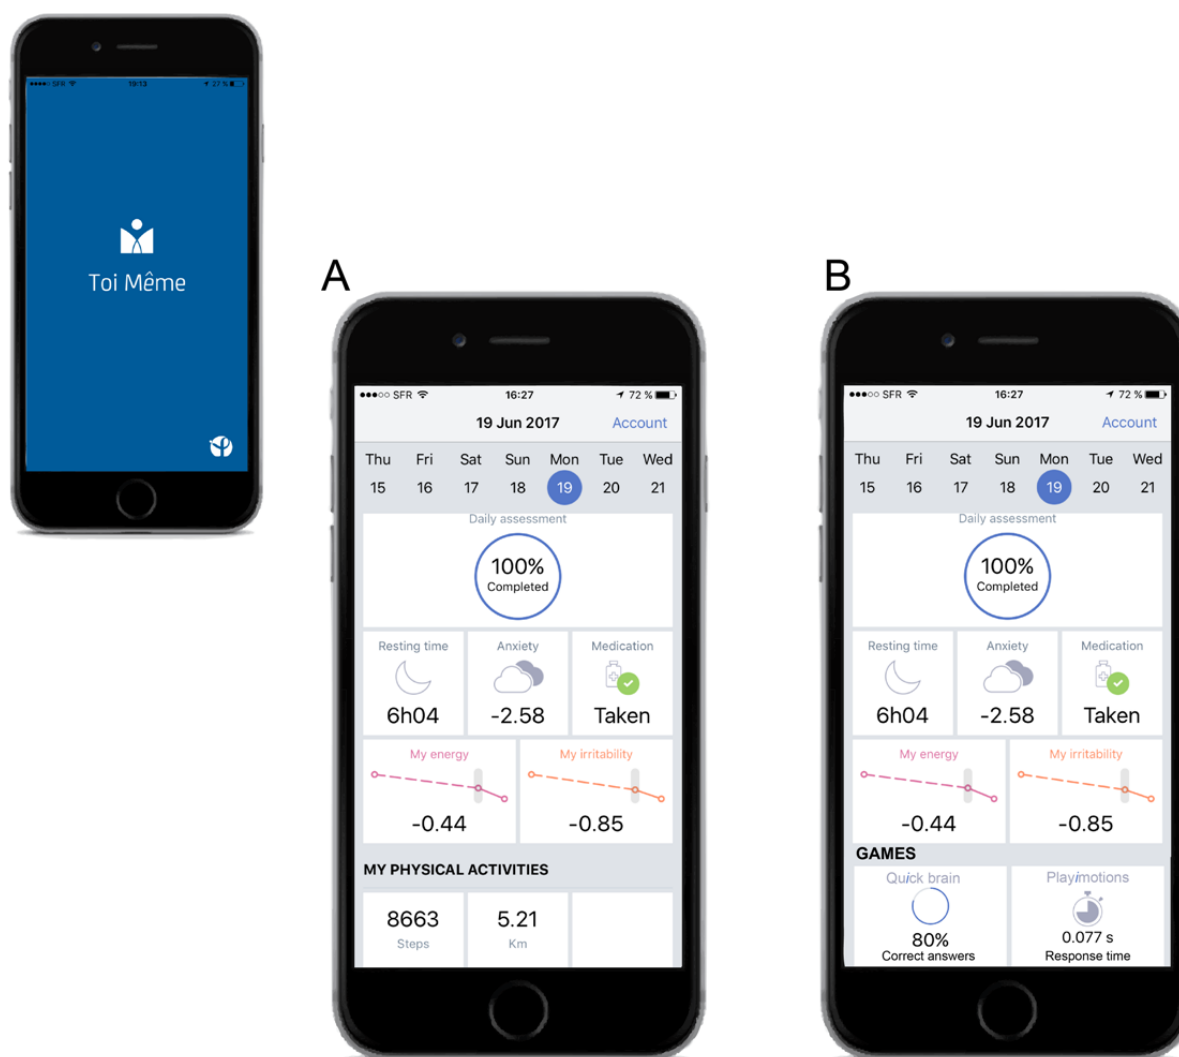 SFR 19:13 27 %
Toi Même
A
SFR 16:27 72 %
19 Jun 2017 Account
Thu Fri Sat Sun Mon Tue Wed
15 16 17 18 19 20 21
Daily assessment
100%
Completed
Resting time Anxiety Medication
6h04 -2.58 Taken
My energy My irritability
-0.44 -0.85
MY PHYSICAL ACTIVITIES
8663 5.21
Steps Km
B
SFR 16:27 72 %
19 Jun 2017 Account
Thu Fri Sat Sun Mon Tue Wed
15 16 17 18 19 20 21
Daily assessment
100%
Completed
Resting time Anxiety Medication
6h04 -2.58 Taken
My energy My irritability
-0.44 -0.85
GAMES
Quick brain Playimotions
80% 0.077 s
Correct answers Response time